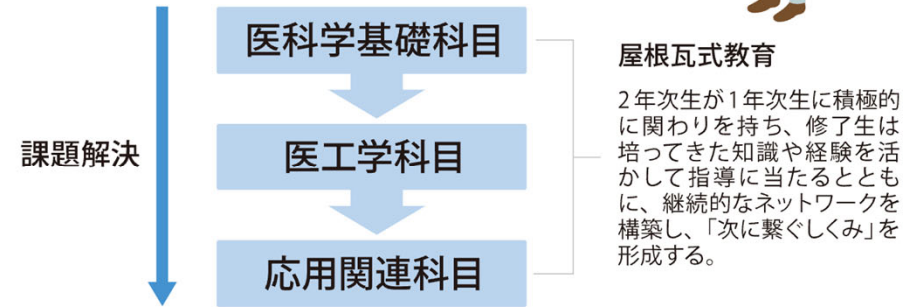 課題解決
医科学基礎科目
医工学科目
応用関連科目
屋根瓦式教育
2年次生が1年次生に積極的
に関わりを持ち、修了生は
培ってきた知識や経験を活
かして指導に当たるととも
に、継続的なネットワークを
構築し、「次に繋ぐしくみ」を
形成する。